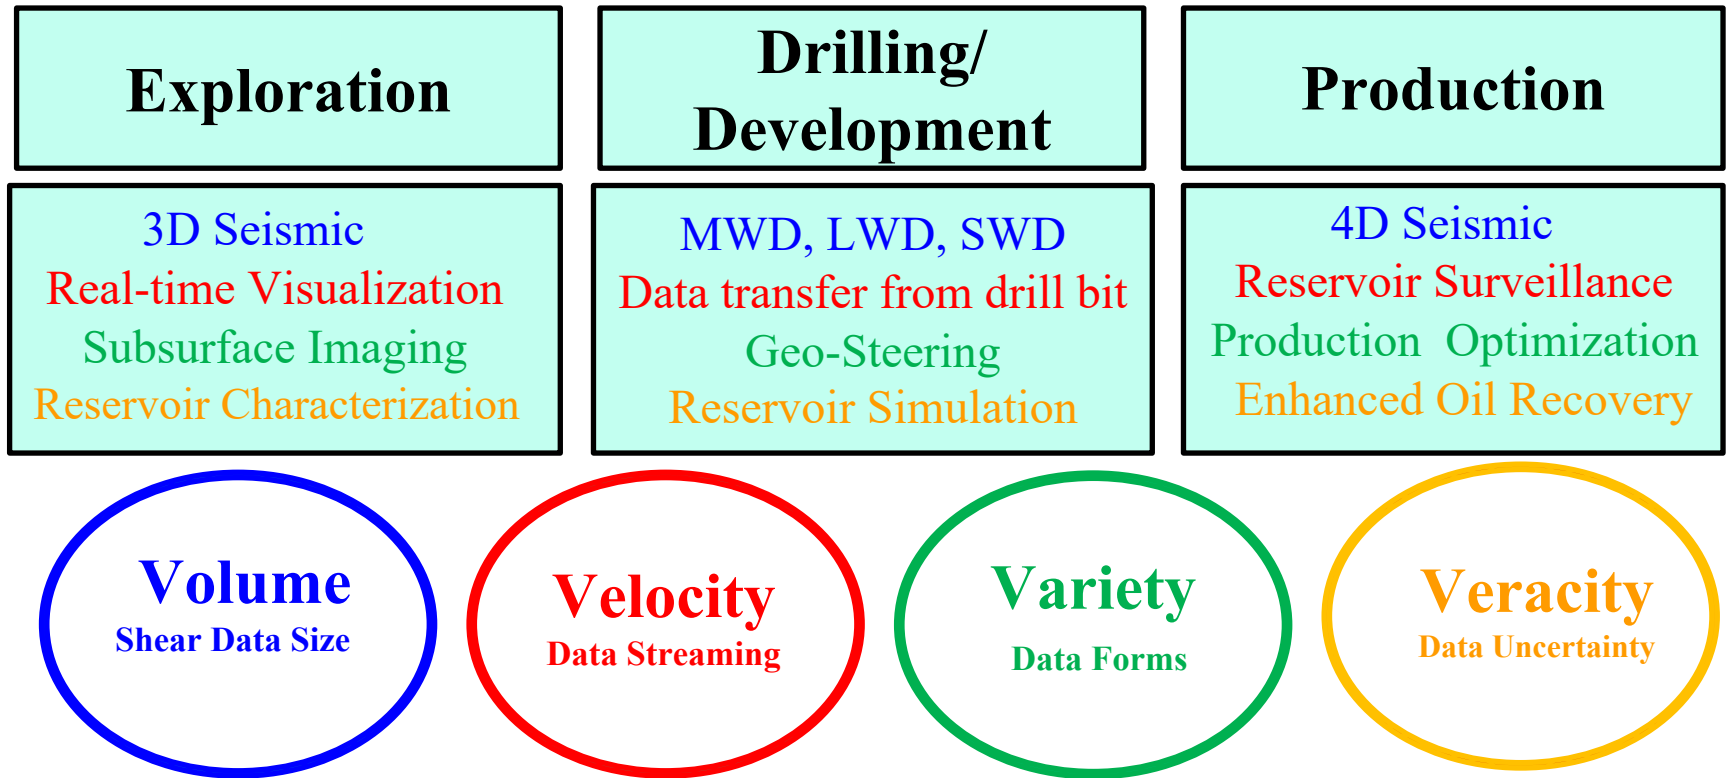 Exploration
Drilling/
Development
Production
3D Seismic
Real-time Visualization
Subsurface Imaging
Reservoir Characterization
MWD, LWD, SWD
Data transfer from drill bit
Geo-Steering
Reservoir Simulation
4D Seismic
Reservoir Surveillance
Production Optimization
Enhanced Oil Recovery
Volume
Shear Data Size
Velocity
Data Streaming
Variety
Data Forms
Veracity
Data Uncertainty